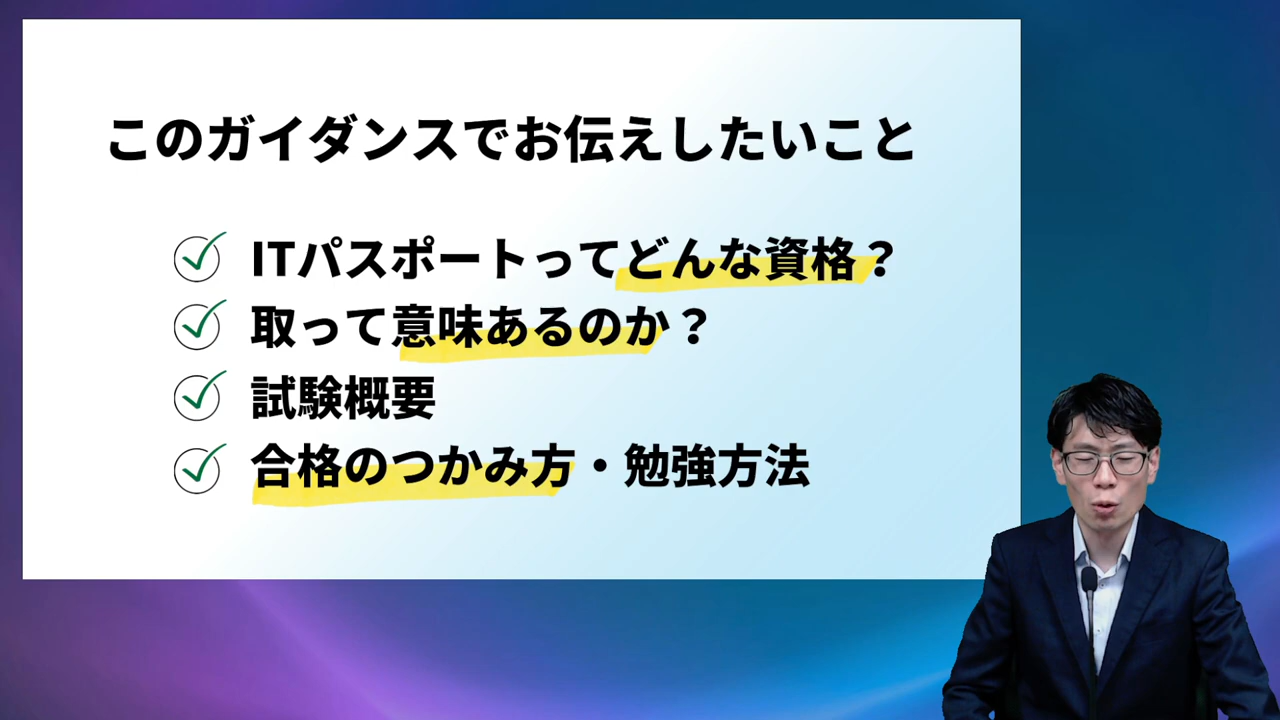 このガイダンスでお伝えしたいこと
ITパスポートってどんな資格？
取って意味あるのか？
試験概要
合格のつかみ方・勉強方法